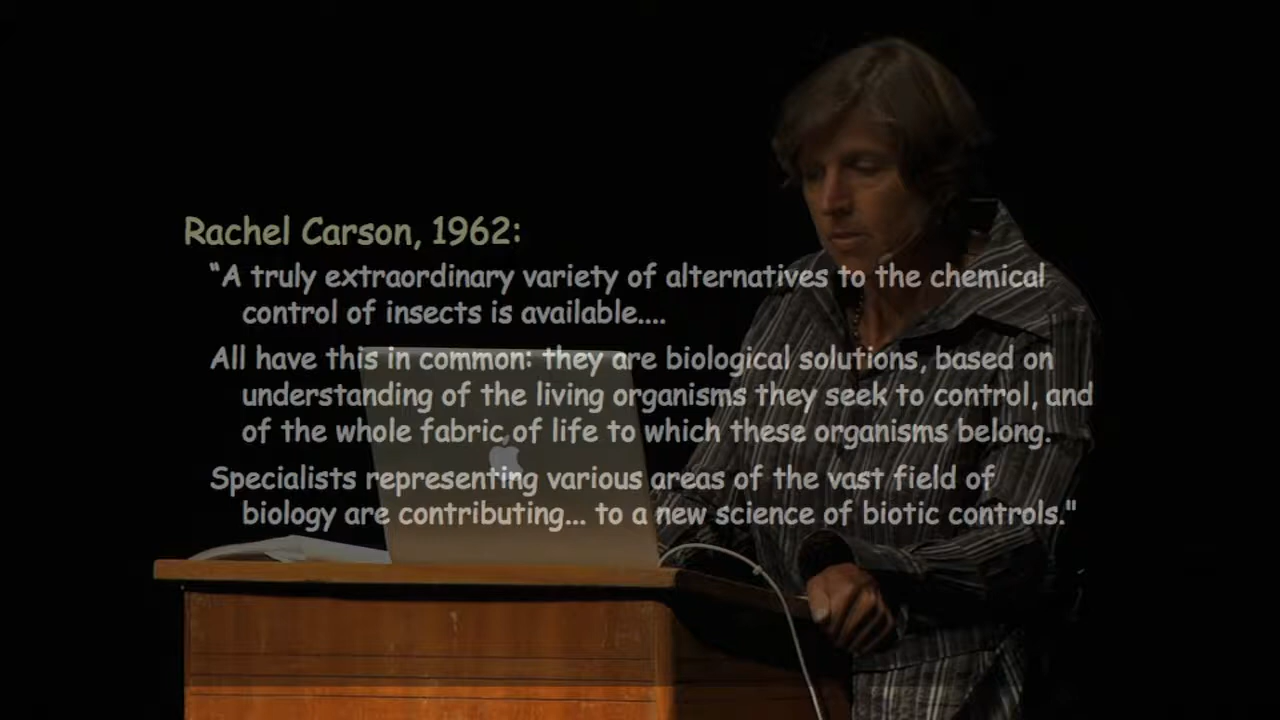 Rachel Carson, 1962:
“A truly extraordinary variety of alternatives to the chemical
control of insects is available....
All have this in common: they are biological solutions, based on
understanding of the living organisms they seek to control, and
of the whole fabric of life to which these organisms belong.
Specialists representing various areas of the vast field of
biology are contributing... to a new science of biotic controls."